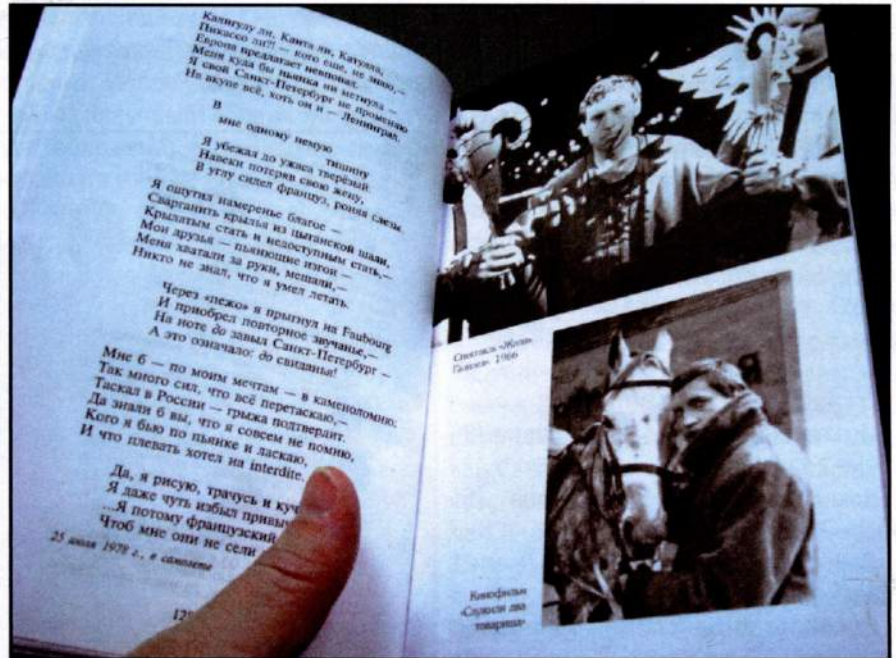 Калигулу ли, Канта ли, Катулла,
Пикассо ли?! — кого еще, не знаю,—
Европа предлагает невпопад.
Меня куда бы пьянка ни метнула —
Я свой Санкт-Петербург не променяю
На вкупе всё, хоть он и — Ленинград.
В
мне одному немую
тишину
Я убежал до ужаса тверёзый
Навеки потеряв свою жену,
В углу сидел француз, роняя слезы.
Я ощутил намеренье благое —
Сварганить крылья из цыганской шали,
Крылатым стать и недоступным стать,—
Мои друзья — пьянющие изгои —
Меня хватали за руки, мешали,—
Никто не знал, что я умел летать.
Через «пежо» я прыгнул на Faubourg
И приобрел повторное звучанье,—
На ноте до завыл Санкт-Петербург —
А это означало: до свиданья!
Мне б — по моим мечтам — в каменоломню:
Так много сил, что всё перетаскаю,—
Таскал в России — грыжа подтвердит.
Да знали б вы, что я совсем не помню,
Кого я бью по пьянке и ласкаю,
И что плевать хотел на interdite.
Да, я рисую, трачусь и куч
Я даже чуть избыл привыч
...Я потому французский
Чтоб мне они не сели
25 июля 1978 г., в самолете
12
Спектакль «Жизнь
Галилея». 1966
Кинофильм
«Служили два
товарища»